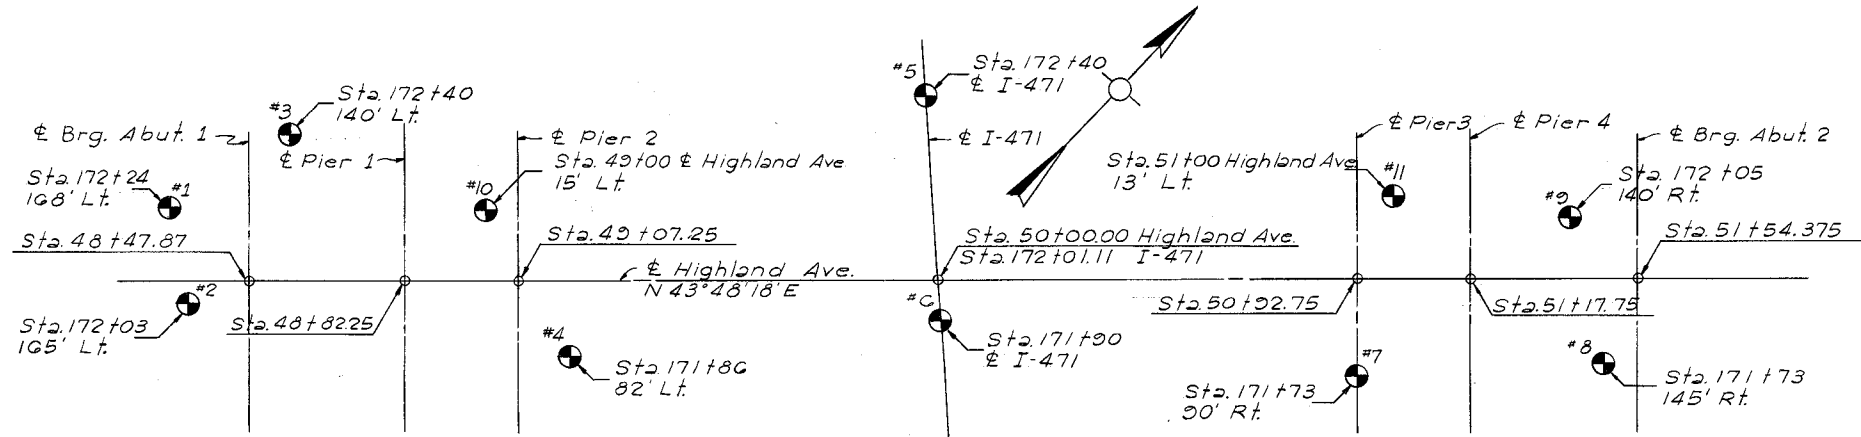 ℄ Brg. Abut. 1
#3
Sta. 172+40
140' Lt.
℄ Pier 1
℄ Pier 2
#10
Sta. 49+00 ℄ Highland Ave
15' Lt.
Sta. 172+24
168' Lt.
#1
Sta. 48+47.87
Sta. 49+07.25
#2
Sta. 172+03
165' Lt.
Sta. 48+82.25
#4
Sta. 171+86
82' Lt.
℄ Highland Ave.
N 43°48'18" E
#5
Sta. 172+40
℄ I-471
℄ I-471
Sta. 50+00.00 Highland Ave.
Sta. 172+01.11 I-471
#6
Sta. 171+90
℄ I-471
Sta. 51+00 Highland Ave
13' Lt.
℄ Pier 3
#11
℄ Pier 4
℄ Brg. Abut. 2
#9
Sta. 172+05
140' Rt.
Sta. 51+54.375
Sta. 50+92.75
Sta. 51+17.75
#7
Sta. 171+73
90' Rt.
#8
Sta. 171+73
145' Rt.